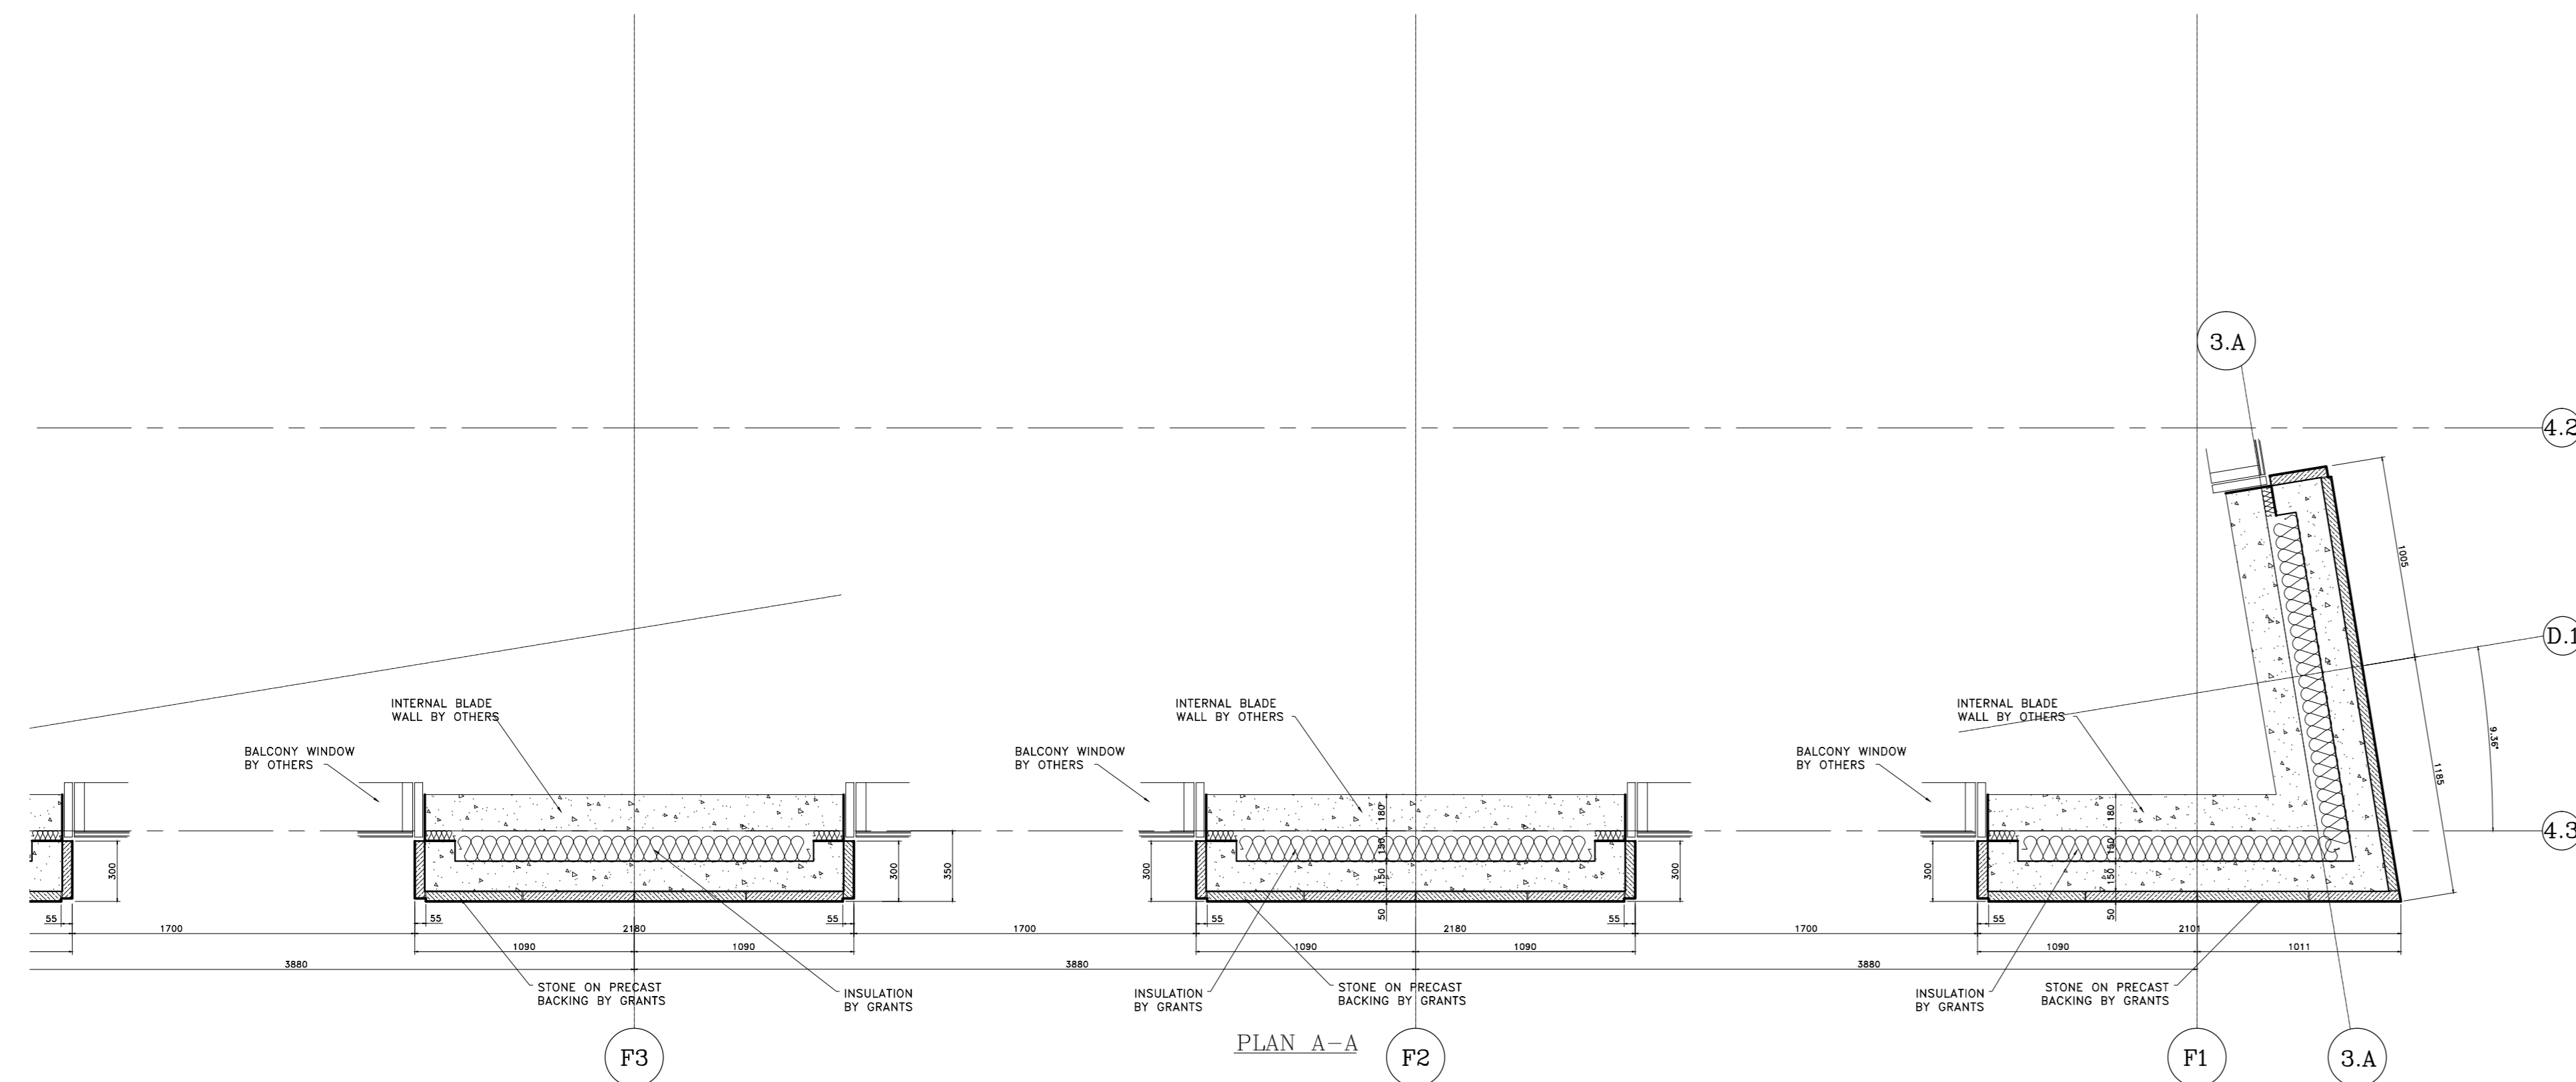 3.A
4.2
1005
D.1
INTERNAL BLADE
WALL BY OTHERS
INTERNAL BLADE
WALL BY OTHERS
INTERNAL BLADE
WALL BY OTHERS
9.36°
BALCONY WINDOW
BY OTHERS
BALCONY WINDOW
BY OTHERS
BALCONY WINDOW
BY OTHERS
1185
180
180
4.3
150
150
300
300
350
300
150
300
300
150
50
50
55
55
55
55
55
55
1700
2180
1700
2180
1700
2101
1090
1090
1090
1090
1090
1011
3880
3880
3880
STONE ON PRECAST
BACKING BY GRANTS
INSULATION
BY GRANTS
INSULATION
BY GRANTS
STONE ON PRECAST
BACKING BY GRANTS
INSULATION
BY GRANTS
STONE ON PRECAST
BACKING BY GRANTS
PLAN A-A
F3
F2
F1
3.A